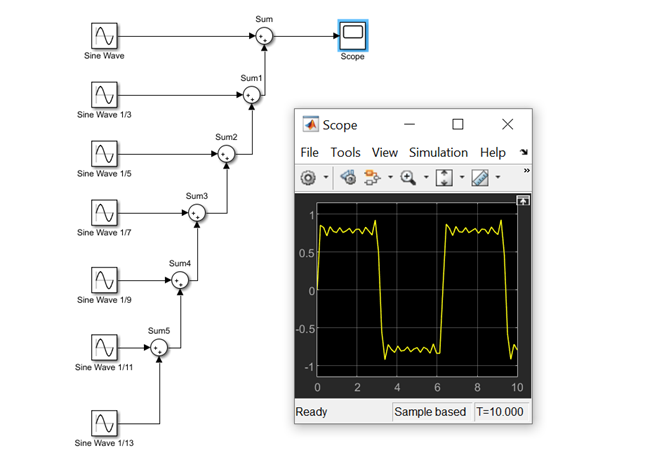 Sum
Sine Wave
Scope
Sum1
Sine Wave 1/3
Sum2
Sine Wave 1/5
Sum3
Sine Wave 1/7
Sum4
Sine Wave 1/9
Sum5
Sine Wave 1/11
Sine Wave 1/13
Scope
File Tools View Simulation Help
1
0.5
0
-0.5
-1
0 2 4 6 8 10
Ready Sample based T=10.000